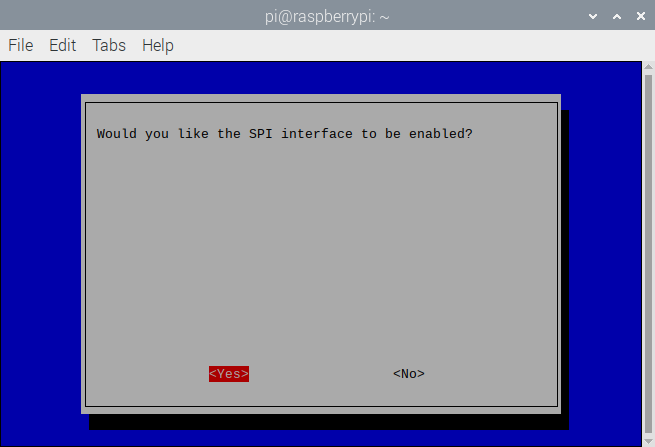 pi@raspberrypi: ~
File Edit Tabs Help
Would you like the SPI interface to be enabled?
<Yes> <No>